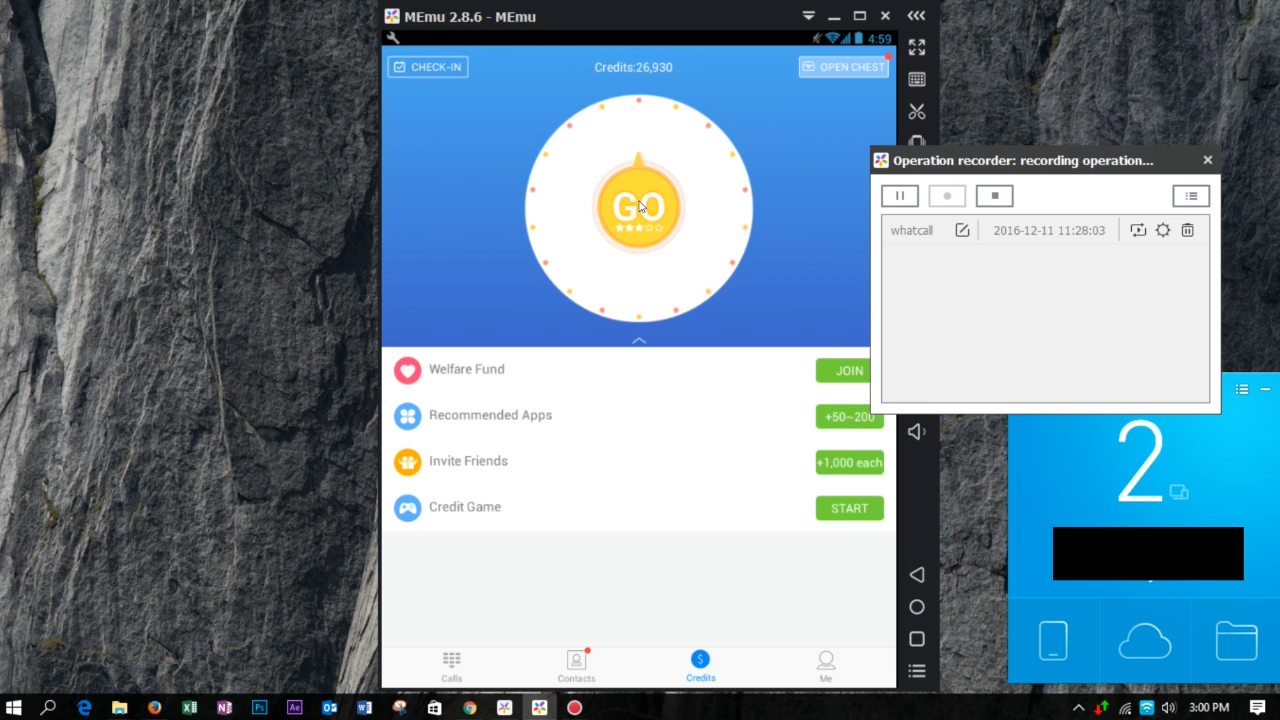 MEmu 2.8.6 - MEmu
4:59
CHECK-IN
Credits:26,930
OPEN CHEST
GO
Operation recorder: recording operation...
whatcall
2016-12-11 11:28:03
Welfare Fund
JOIN
Recommended Apps
+50~200
Invite Friends
+1,000 each
Credit Game
START
2
Calls
Contacts
$
Credits
Me
X
N
Ps
Ae
O
W
3:00 PM